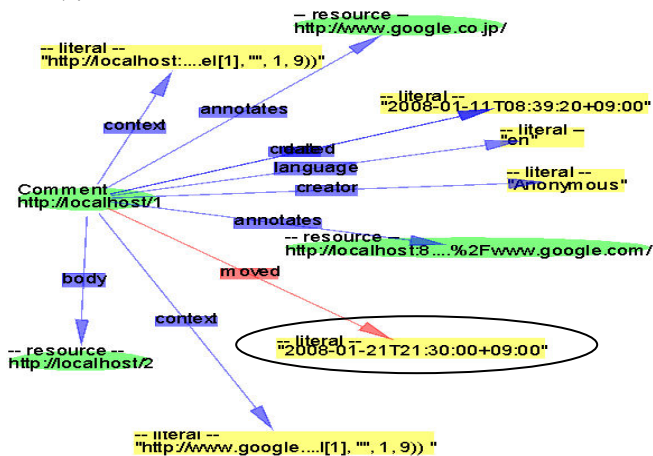 -- resource --
http://www.google.co.jp/
-- literal --
"http://localhost:....el[1], "", 1, 9))"
annotates
-- literal --
"2008-01-11T08:39:20+09:00"
context
-- literal --
"en"
language
-- literal --
"Anonymous"
creator
Comment
http://localhost/1
annotates
-- resource --
http://localhost:8....%2Fwww.google.com/
moved
body
context
-- literal --
"2008-01-21T21:30:00+09:00"
-- resource --
http://localhost/2
-- literal --
"http://www.google....l[1], "", 1, 9)) "